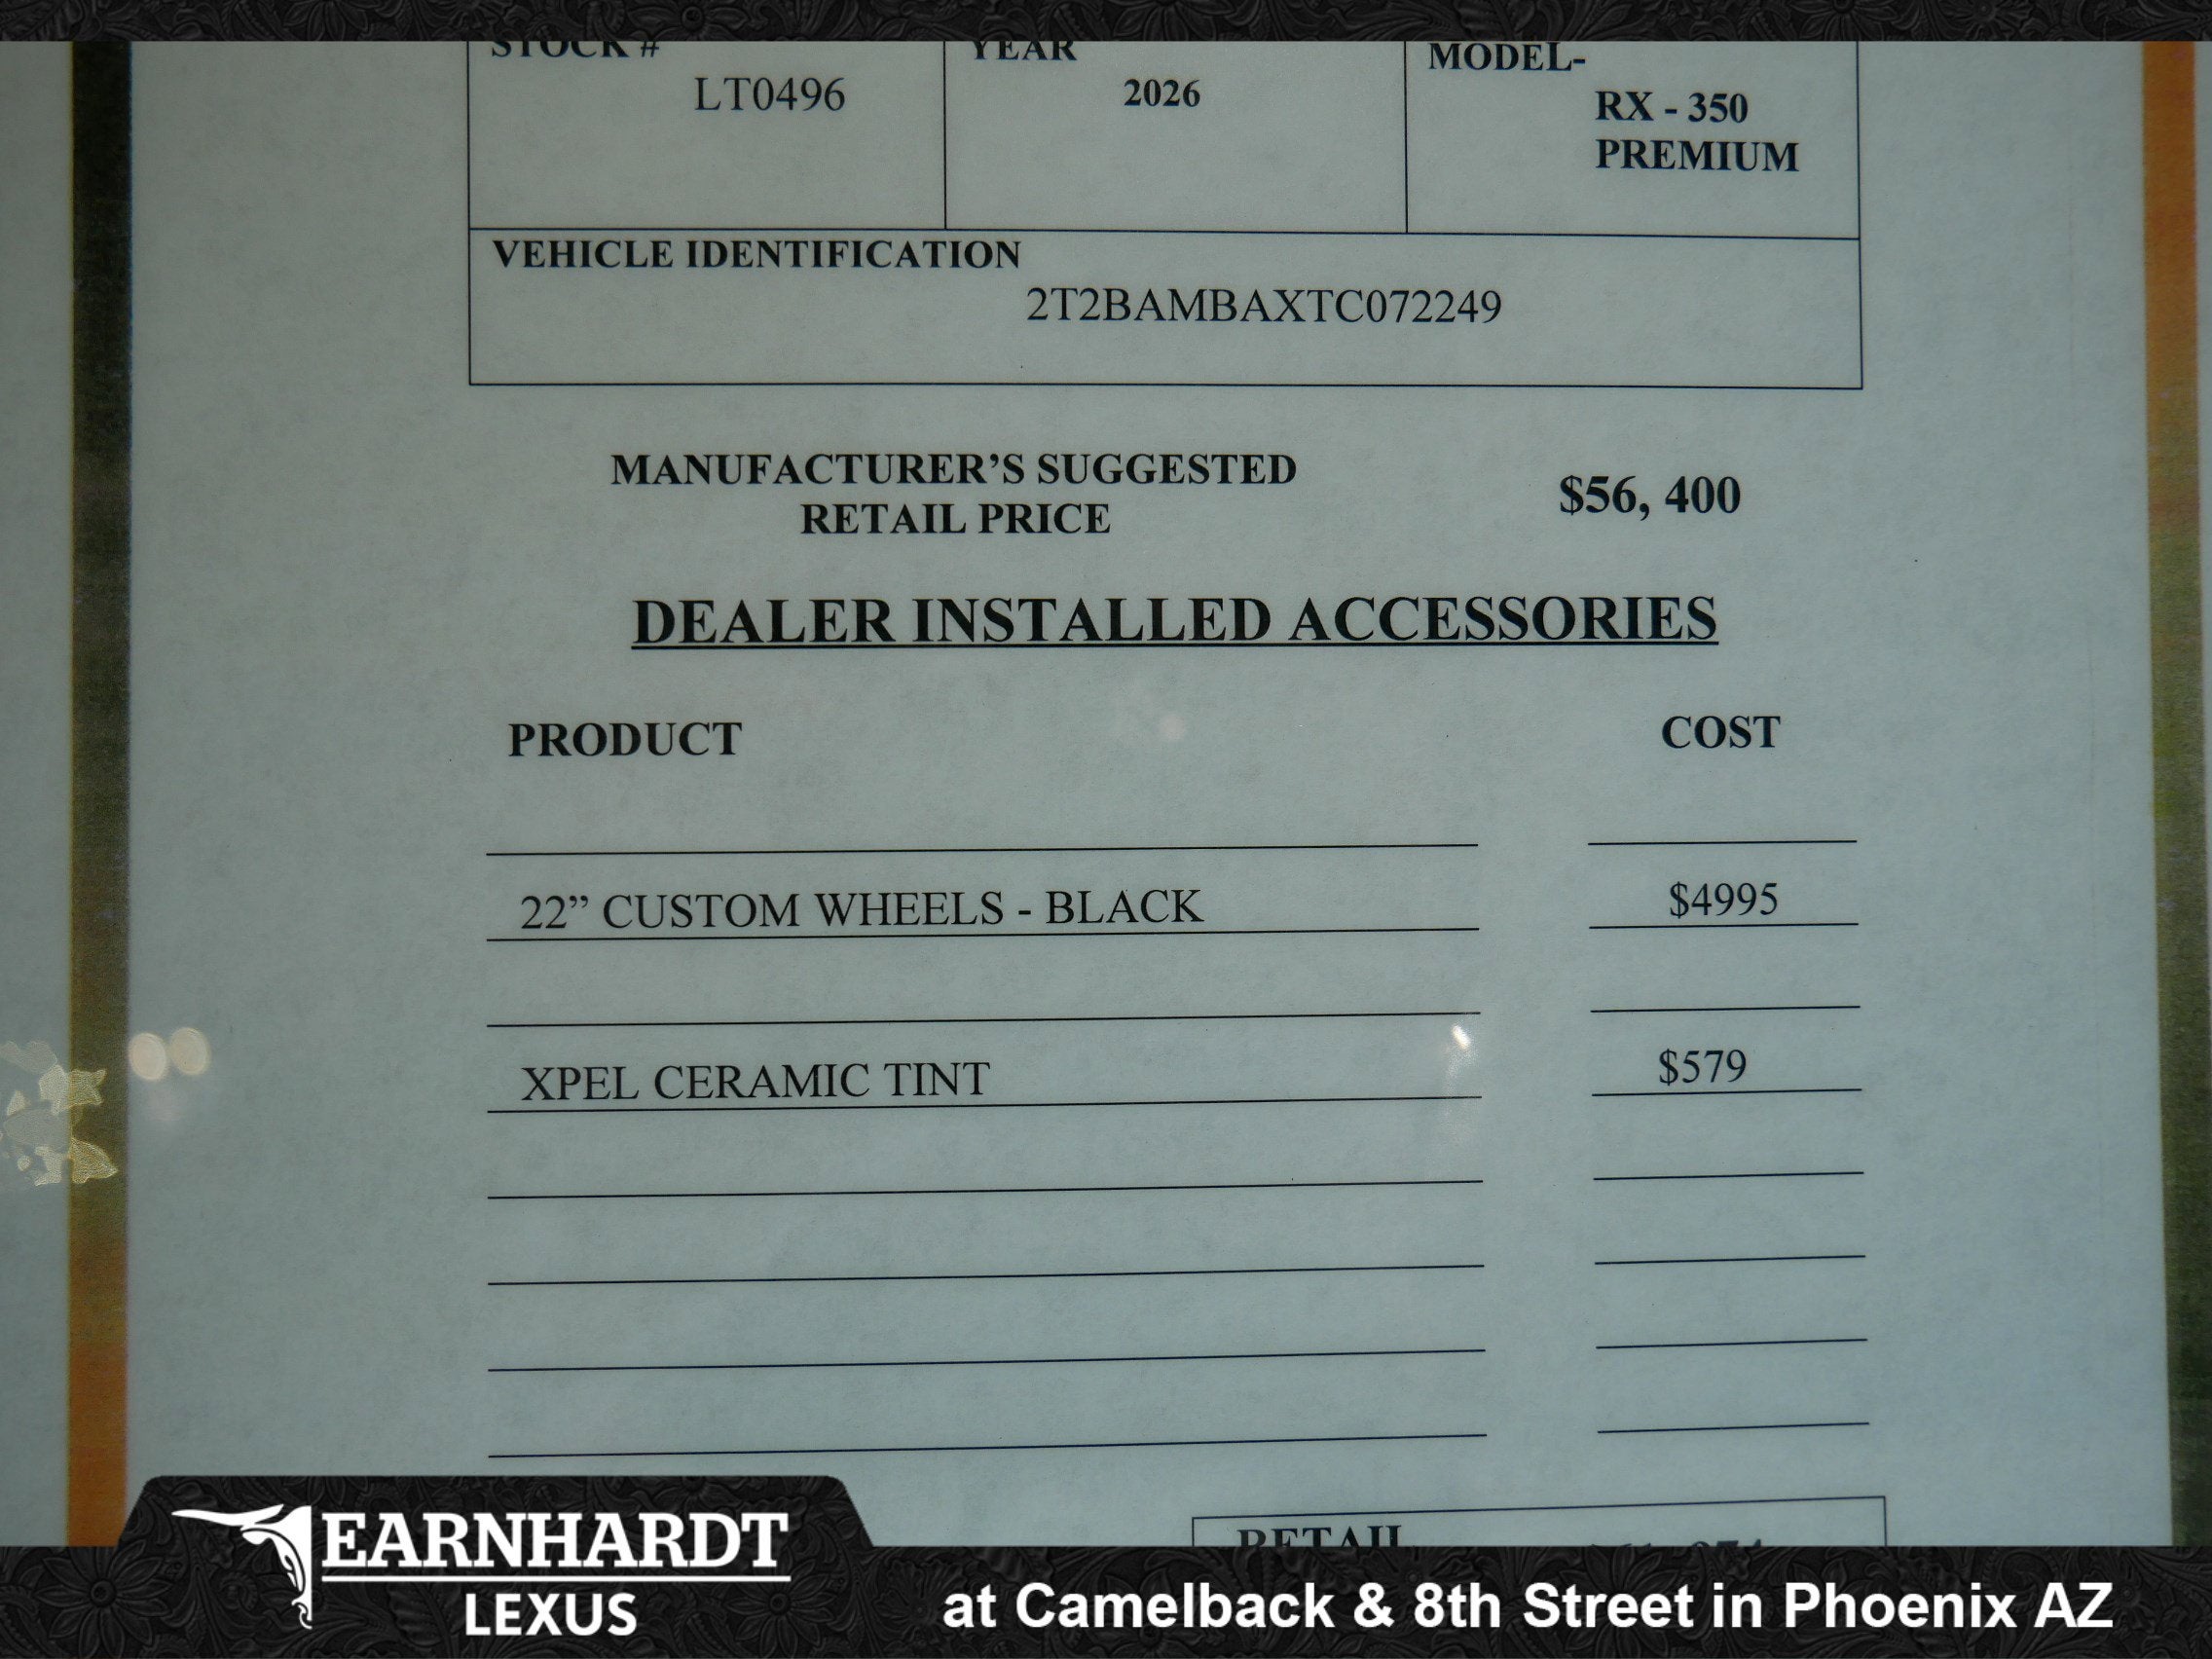 STOCK #
LT0496
YEAR
2026
MODEL-
RX - 350
PREMIUM
VEHICLE IDENTIFICATION
2T2BAMBAXTC072249
MANUFACTURER'S SUGGESTED
RETAIL PRICE
$56, 400
DEALER INSTALLED ACCESSORIES
PRODUCT
COST
22” CUSTOM WHEELS - BLACK
$4995
XPEL CERAMIC TINT
$579
RETAIL
EARNHARDT
LEXUS
at Camelback & 8th Street in Phoenix AZ